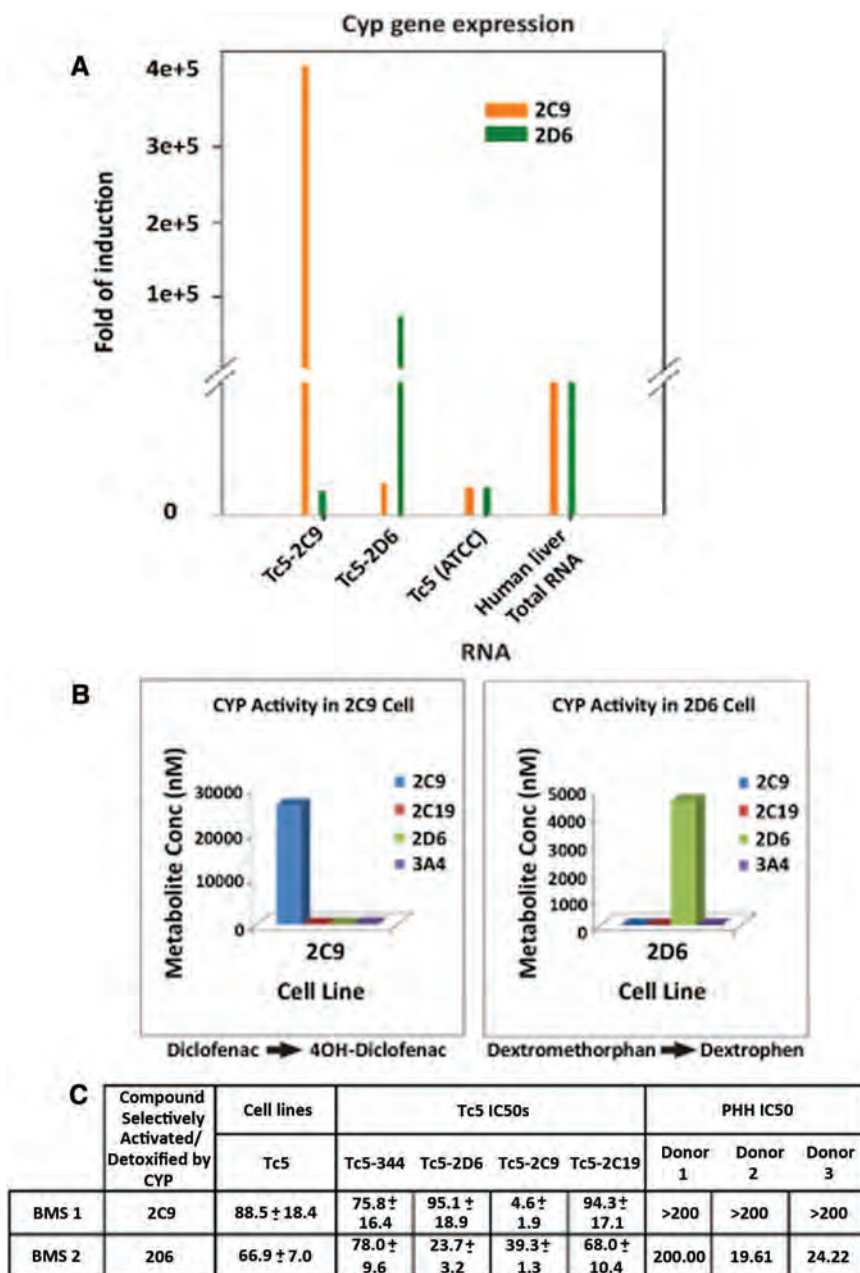 Cyp gene expression
A
4e+5
3e+5
2e+5
1e+5
0
Fold of induction
2C9
2D6
Tc5-2C9
Tc5-2D6
Tc5 (ATCC)
Human liver
Total RNA
RNA
B
CYP Activity in 2C9 Cell
Metabolite Conc (nM)
30000
20000
10000
0
2C9
2C19
2D6
3A4
2C9
Cell Line
Diclofenac 4OH-Diclofenac
CYP Activity in 2D6 Cell
Metabolite Conc (nM)
5000
4000
3000
2000
1000
0
2C9
2C19
2D6
3A4
2D6
Cell Line
Dextromethorphan Dextrophen
C
Compound Selectively Activated/ Detoxified by CYP Cell lines Tc5 IC50s PHH IC50
Tc5 Tc5-344 Tc5-2D6 Tc5-2C9 Tc5-2C19 Donor 1 Donor 2 Donor 3
BMS 1 2C9 88.5 ± 18.4 75.8 ± 16.4 95.1 ± 18.9 4.6 ± 1.9 94.3 ± 17.1 >200 >200 >200
BMS 2 206 66.9 ± 7.0 78.0 ± 9.6 23.7 ± 3.2 39.3 ± 1.3 68.0 ± 10.4 200.00 19.61 24.22